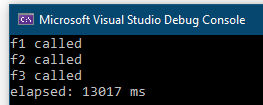 Microsoft Visual Studio Debug Console
f1 called
f2 called
f3 called
elapsed: 13017 ms